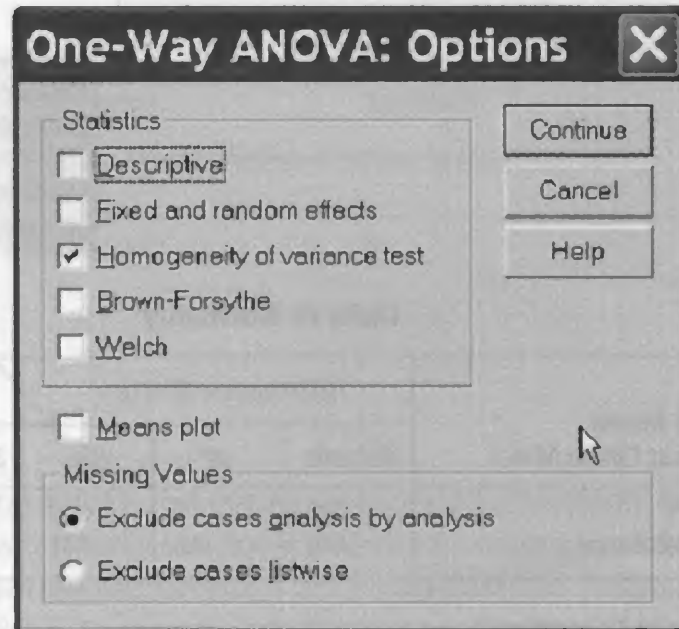 One-Way ANOVA: Options
Statistics
Descriptive
Fixed and random effects
Homogeneity of variance test
Brown-Forsythe
Welch
Means plot
Missing Values
Exclude cases analysis by analysis
Exclude cases listwise
Continue
Cancel
Help